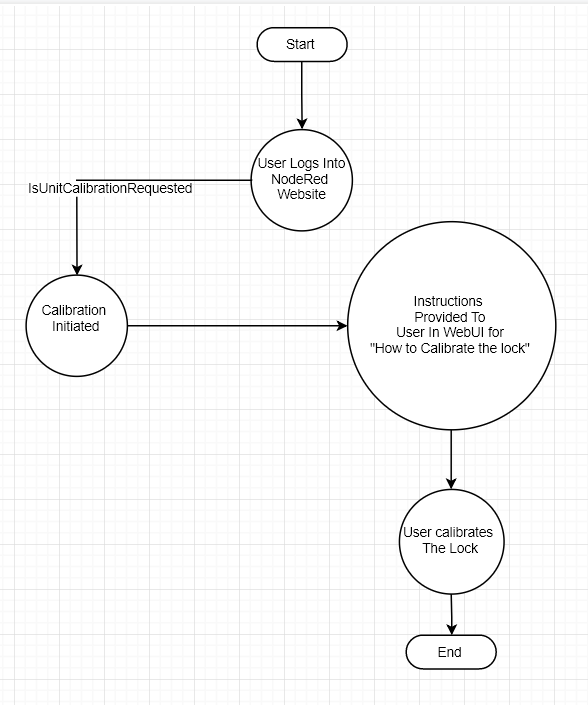 Start
User Logs Into
NodeRed
Website
IsUnitCalibrationRequested
Calibration
Initiated
Instructions
Provided To
User In WebUI for
"How to Calibrate the lock"
User calibrates
The Lock
End